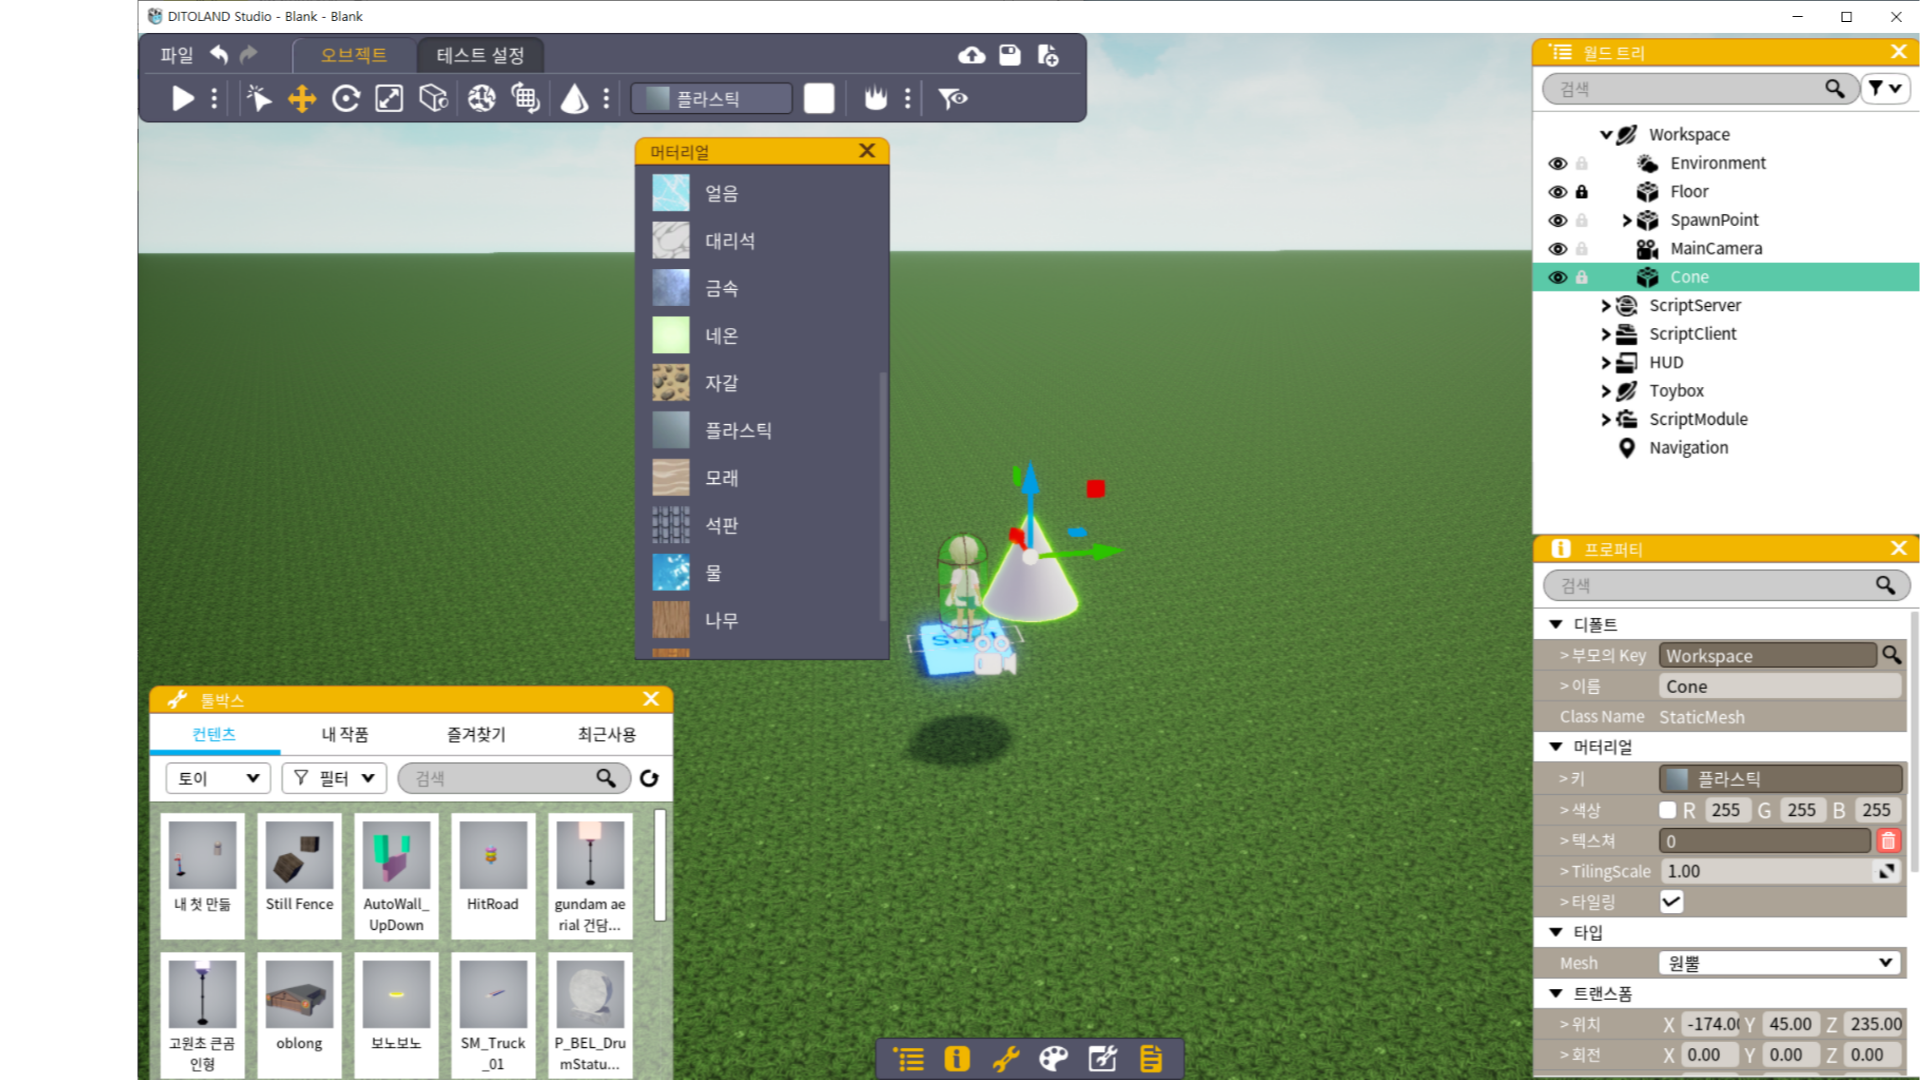 DITOLAND Studio - Blank - Blank
파일
오브젝트
테스트 설정
플라스틱
머터리얼
얼음
대리석
금속
네온
자갈
플라스틱
모래
석판
물
나무
월드 트리
검색
Workspace
Environment
Floor
SpawnPoint
MainCamera
Cone
ScriptServer
ScriptClient
HUD
Toybox
ScriptModule
Navigation
프로퍼티
검색
디폴트
>부모의 Key Workspace
>이름 Cone
Class Name StaticMesh
머터리얼
>키 플라스틱
>색상 R 255 G 255 B 255
>텍스쳐 0
>TilingScale 1.00
>타일링
타입
Mesh 원뿔
트랜스폼
>위치 X -174.0( Y 45.00 Z 235.00
>회전 X 0.00 Y 0.00 Z 0.00
툴박스
컨텐츠 내 작품 즐겨찾기 최근사용
토이 필터 검색
내 첫 만듦
Still Fence
AutoWall_
UpDown
HitRoad
gundam ae
rial 건담...
고원초 큰곰
인형
oblong
보노보노
SM_Truck
_01
P_BEL_Dru
mStatu...